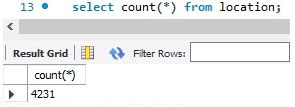 13 select count(*) from location;
Result Grid Filter Rows:
count(*)
4231